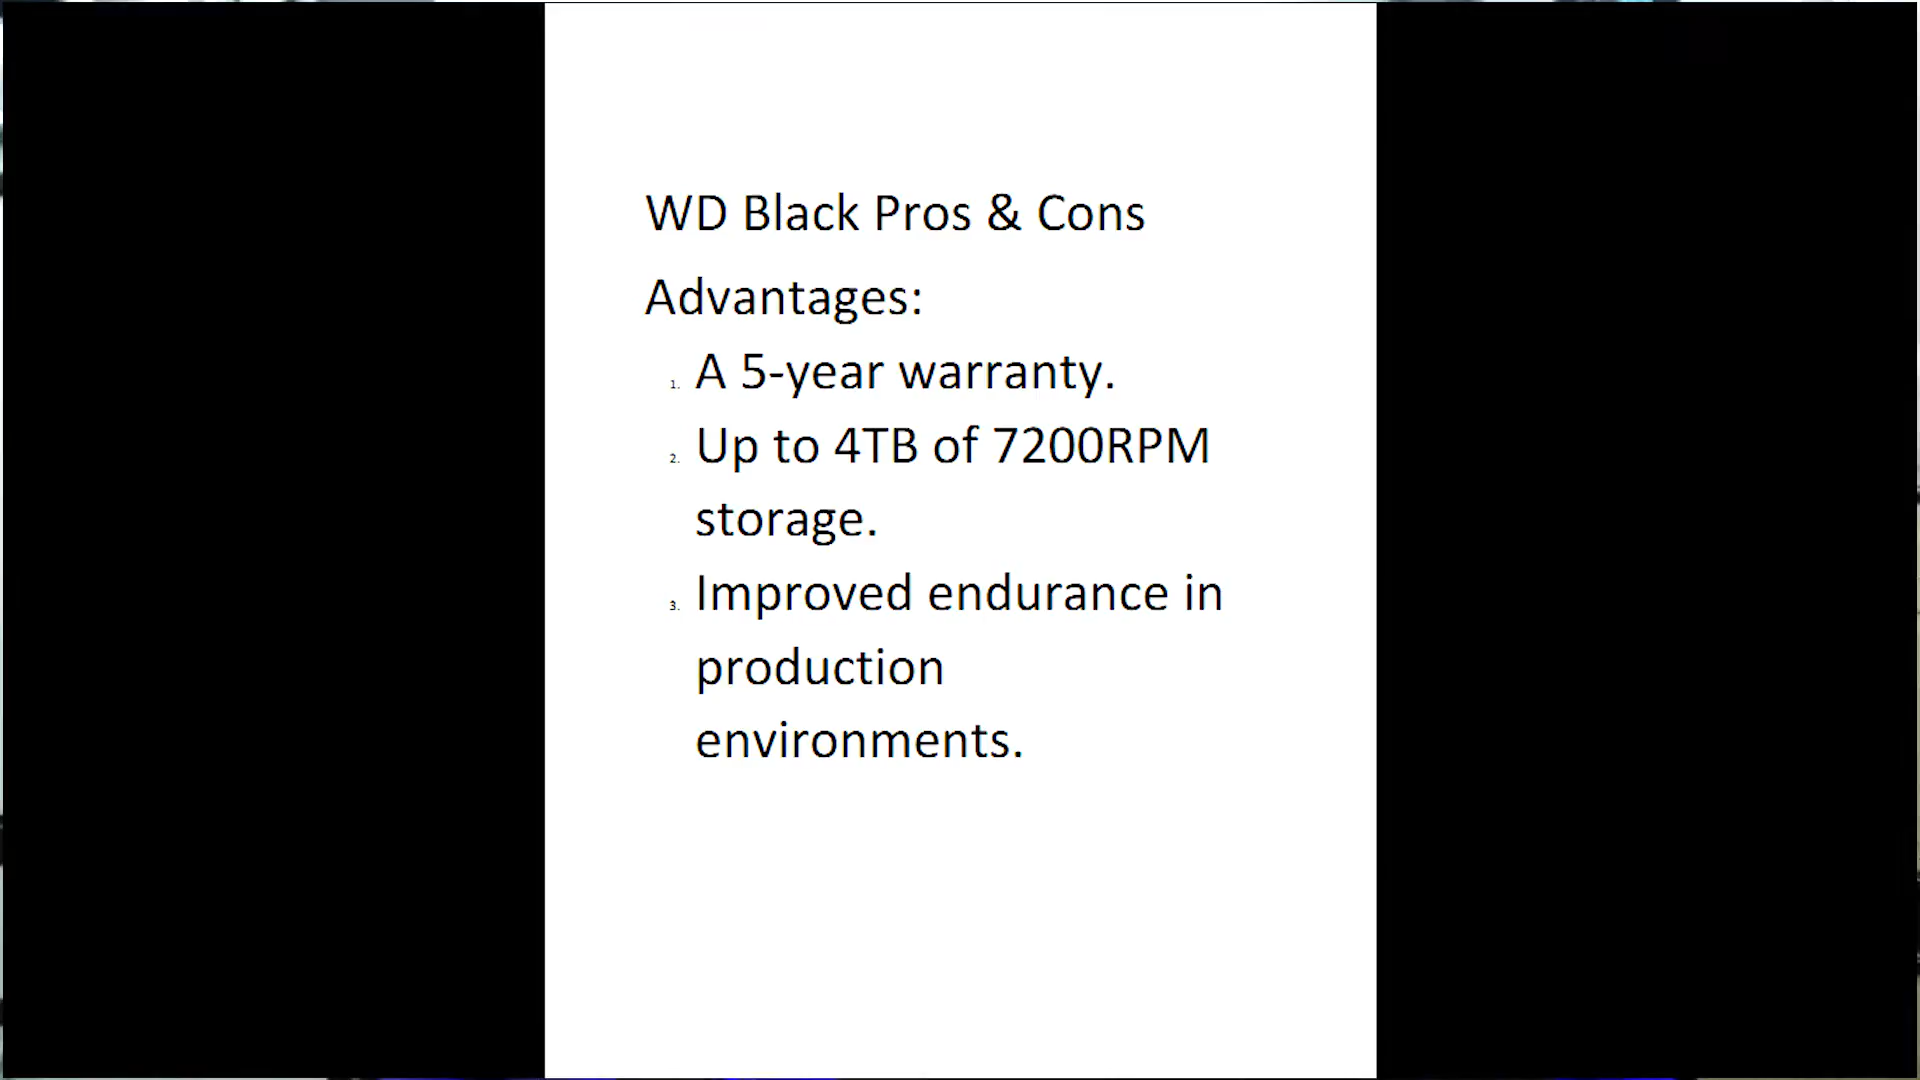 WD Black Pros & Cons
Advantages:
1. A 5-year warranty.
2. Up to 4TB of 7200RPM
storage.
3. Improved endurance in
production
environments.